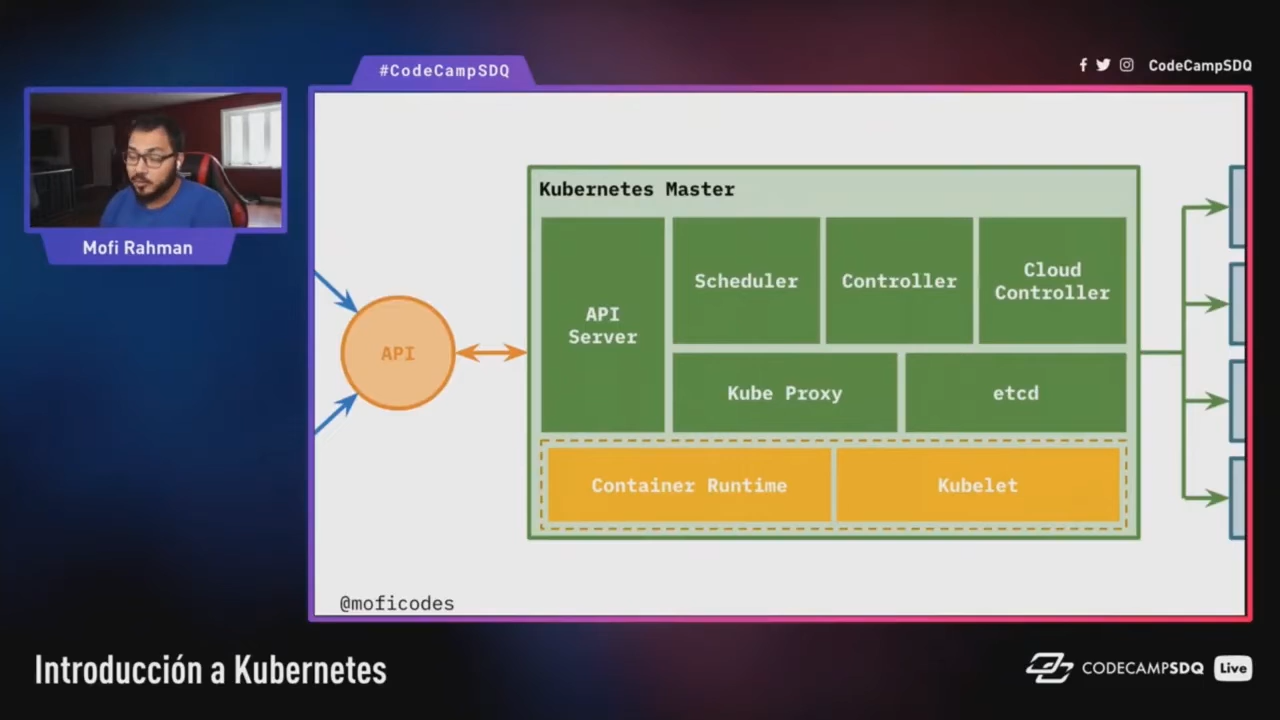 #CodeCampSDQ
CodeCampSDQ
Mofi Rahman
Kubernetes Master
API
Server
Scheduler
Controller
Cloud
Controller
API
Kube Proxy
etcd
Container Runtime
Kubelet
@moficodes
Introducción a Kubernetes
CODECAMPSDQ Live